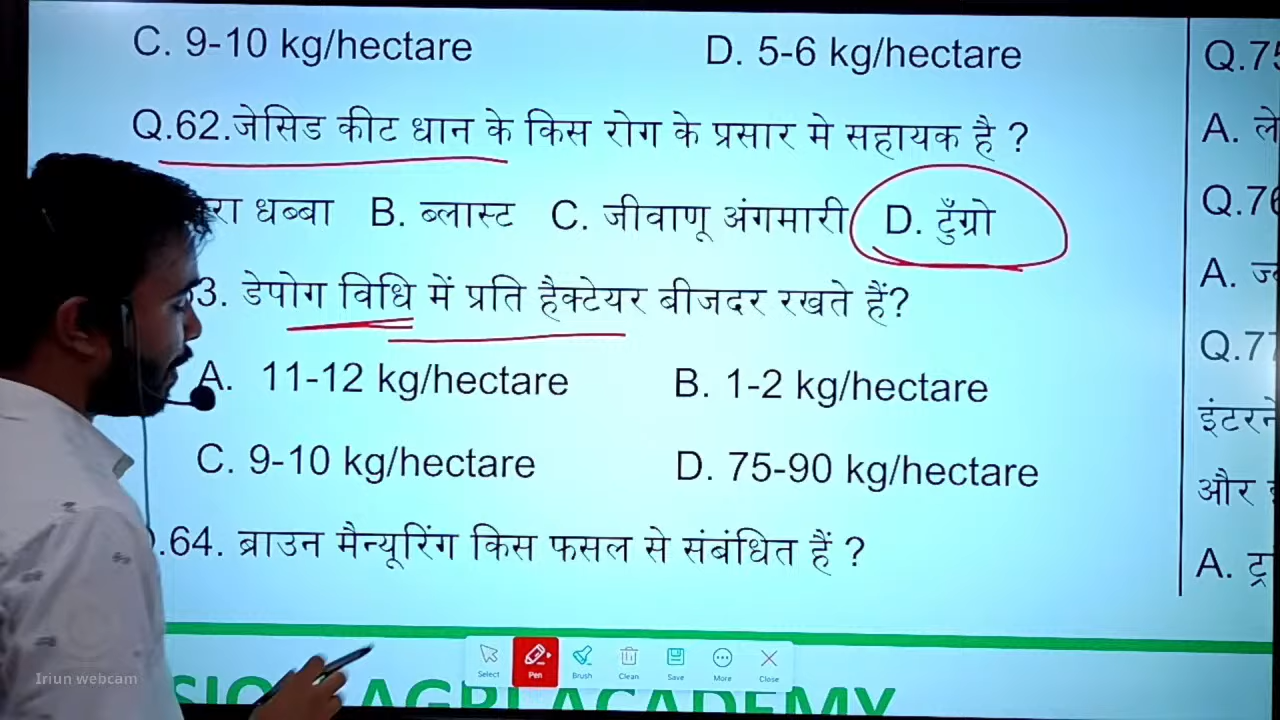 C. 9-10 kg/hectare D. 5-6 kg/hectare
Q.62.जेसिड कीट धान के किस रोग के प्रसार मे सहायक है ?
रा धब्बा B. ब्लास्ट C. जीवाणू अंगमारी D. टुँग्रो
3. डेपोग विधि में प्रति हैक्टेयर बीजदर रखते हैं?
A. 11-12 kg/hectare B. 1-2 kg/hectare
C. 9-10 kg/hectare D. 75-90 kg/hectare
.64. ब्राउन मैन्यूरिंग किस फसल से संबंधित हैं ?
Q.75
A. ले
Q.76
A.
Q.77
इंटरने
और
A. ट्र
Select Pen Brush Clean Save More Close
Iriun webcam
AGRI ACADEMY